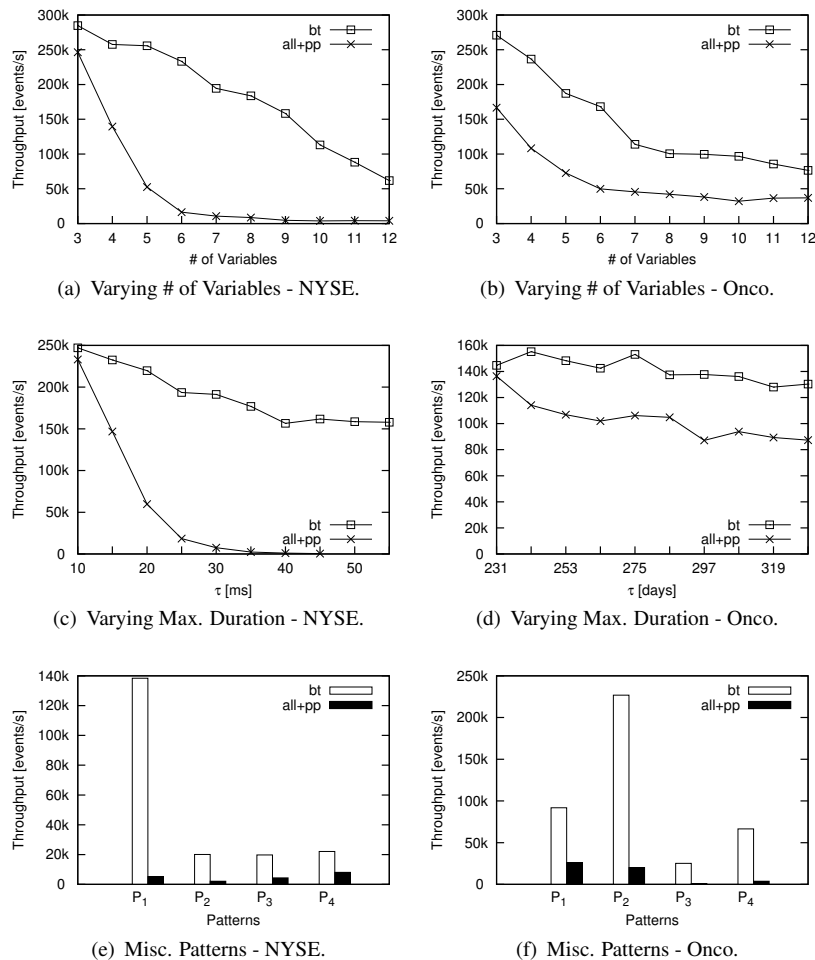 300k
250k
200k
150k
100k
50k
0
Throughput [events/s]
bt
all+pp
3 4 5 6 7 8 9 10 11 12
# of Variables
(a) Varying # of Variables - NYSE.
300k
250k
200k
150k
100k
50k
0
Throughput [events/s]
bt
all+pp
3 4 5 6 7 8 9 10 11 12
# of Variables
(b) Varying # of Variables - Onco.
250k
200k
150k
100k
50k
0
Throughput [events/s]
bt
all+pp
10 20 30 40 50
τ [ms]
(c) Varying Max. Duration - NYSE.
160k
140k
120k
100k
80k
60k
40k
20k
0
Throughput [events/s]
bt
all+pp
231 253 275 297 319
τ [days]
(d) Varying Max. Duration - Onco.
140k
120k
100k
80k
60k
40k
20k
0
Throughput [events/s]
bt
all+pp
P1 P2 P3 P4
Patterns
(e) Misc. Patterns - NYSE.
250k
200k
150k
100k
50k
0
Throughput [events/s]
bt
all+pp
P1 P2 P3 P4
Patterns
(f) Misc. Patterns - Onco.